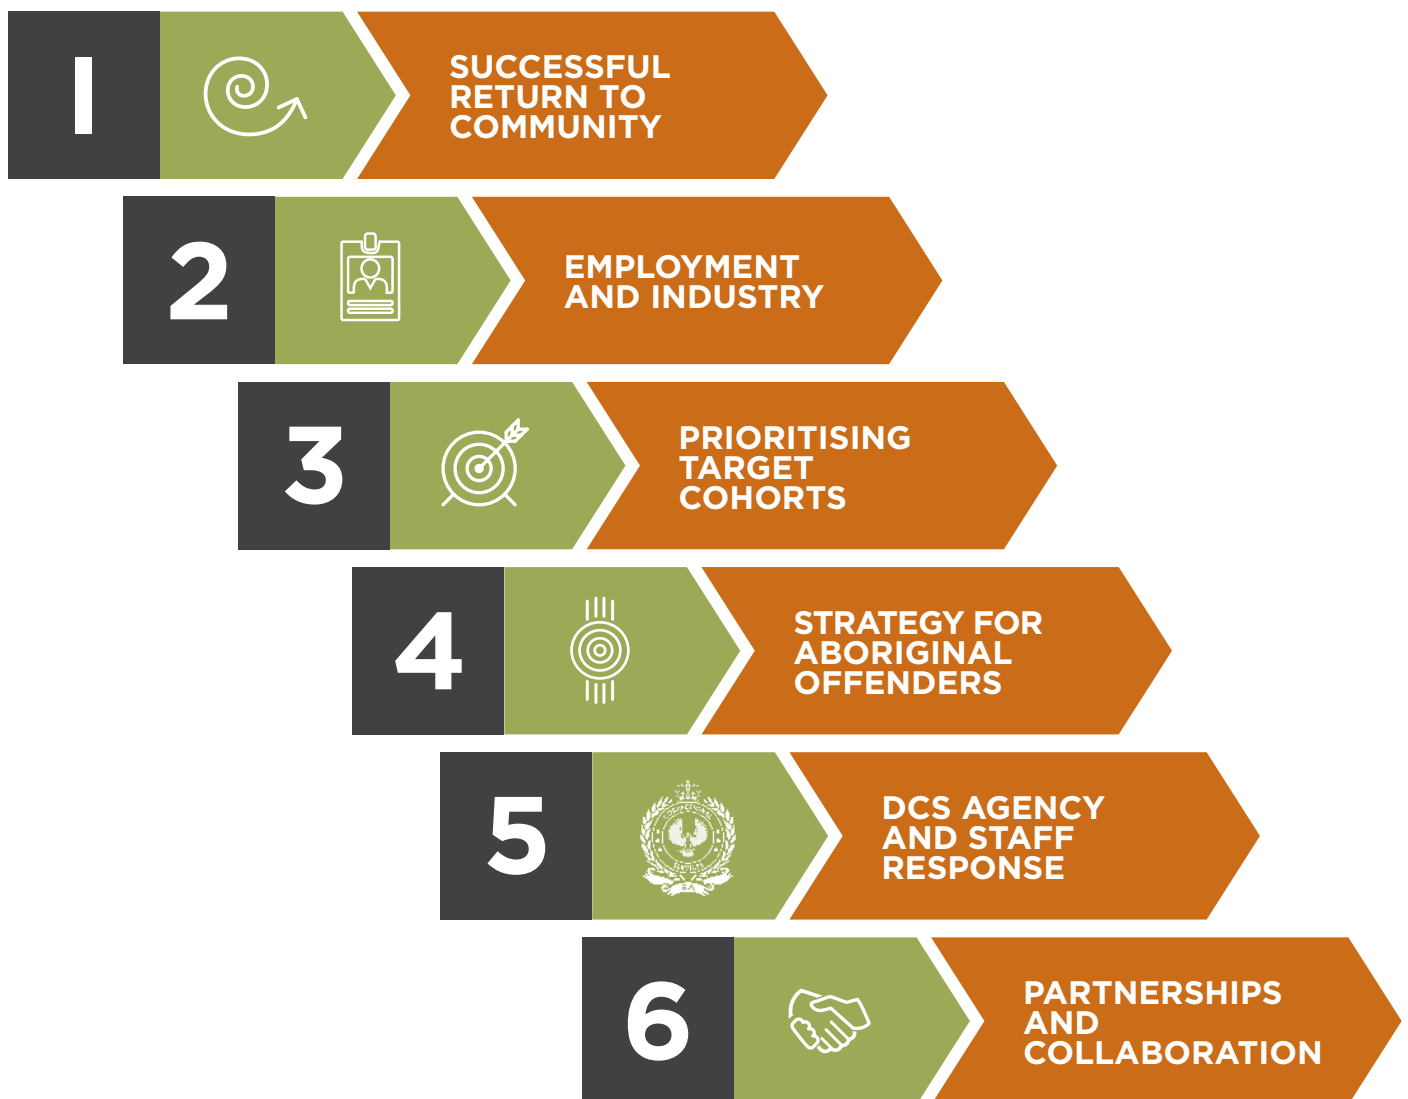 1
SUCCESSFUL
RETURN TO
COMMUNITY
2
EMPLOYMENT
AND INDUSTRY
3
PRIORITISING
TARGET
COHORTS
4
STRATEGY FOR
ABORIGINAL
OFFENDERS
5
DCS AGENCY
AND STAFF
RESPONSE
6
PARTNERSHIPS
AND
COLLABORATION